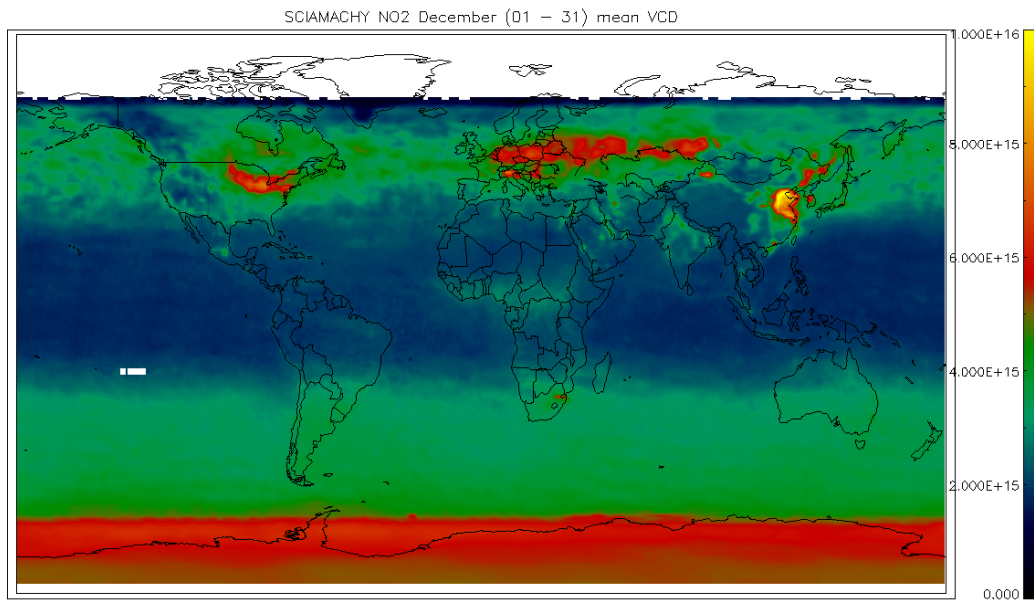 SCIAMACHY NO2 December (01 – 31) mean VCD
1.000E+16
8.000E+15
6.000E+15
4.000E+15
2.000E+15
0.000